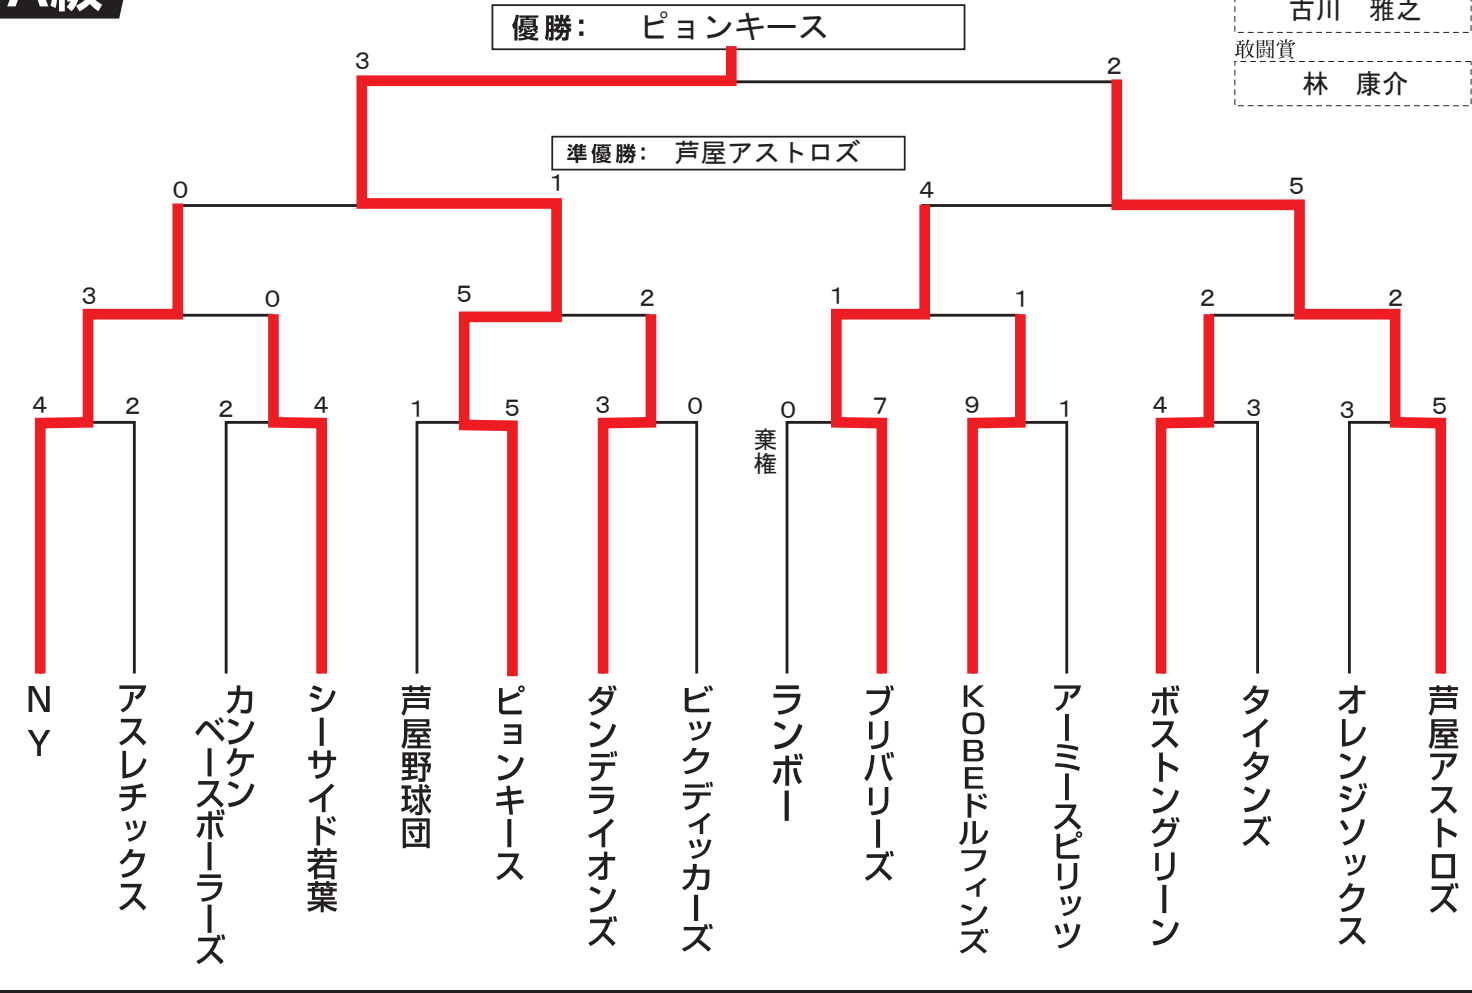 A級
優勝： ピョンキース
古川 雅之
敢闘賞
林 康介
3
2
準優勝： 芦屋アストロズ
0
1
4
5
3
0
5
2
1
1
2
2
4
2
2
4
1
5
3
0
0
7
9
1
4
3
3
5
棄権
NY
アスレチックス
カンケン
ベースボーラーズ
シーサイド若葉
芦屋野球団
ピョンキース
ダンデライオンズ
ビックディッカーズ
ランボー
ブリバリーズ
KOBEドルフィンズ
アーミースピリッツ
ボストングリーン
タイタンズ
オレンジソックス
芦屋アストロズ